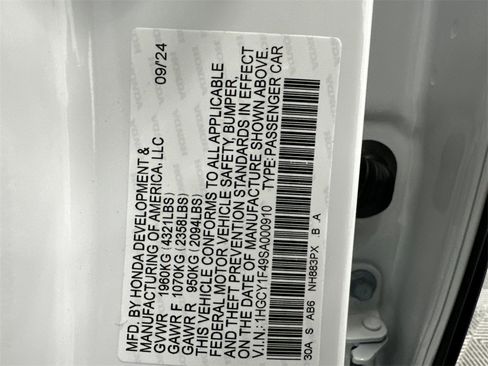 MFD. BY HONDA DEVELOPMENT &
MANUFACTURING OF AMERICA, LLC 09/24
GVWR 1960KG (4321LBS)
GAWR F 1070KG (2358LBS)
GAWR R 950KG (2094LBS)
THIS VEHICLE CONFORMS TO ALL APPLICABLE
FEDERAL MOTOR VEHICLE SAFETY, BUMPER,
AND THEFT PREVENTION STANDARDS IN EFFECT
ON THE DATE OF MANUFACTURE SHOWN ABOVE.
V.I.N.: 1HGCY1F49SA000910 TYPE: PASSENGER CAR
30A S AB6 NH883PX .B .A